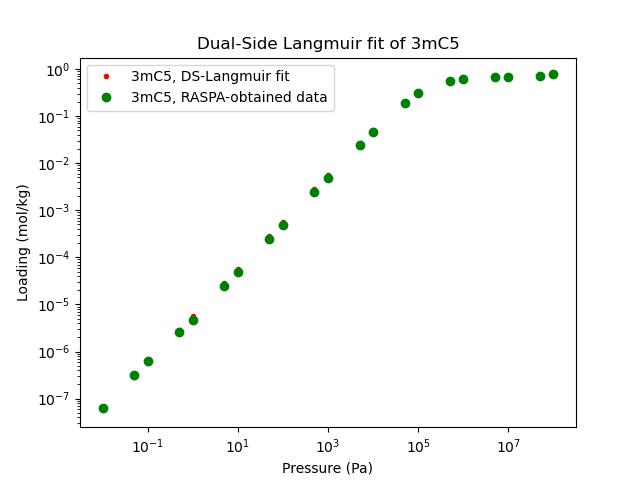 Dual-Side Langmuir fit of 3mC5
3mC5, DS-Langmuir fit
3mC5, RASPA-obtained data
Loading (mol/kg)
10⁰
10⁻¹
10⁻²
10⁻³
10⁻⁴
10⁻⁵
10⁻⁶
10⁻⁷
10⁻¹ 10¹ 10³ 10⁵ 10⁷
Pressure (Pa)